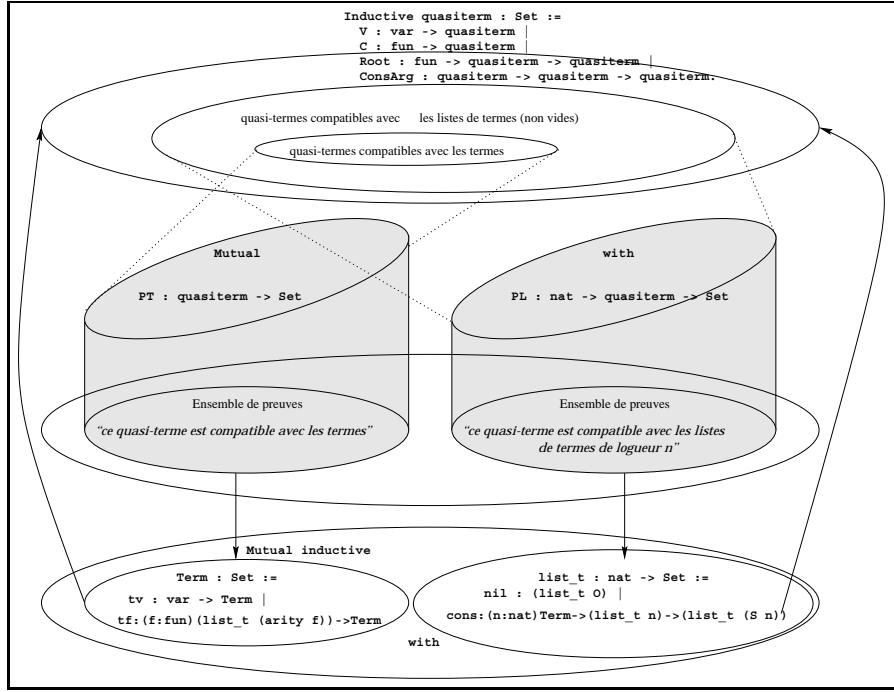 Inductive quasiterm : Set :=
V : var -> quasiterm |
C : fun -> quasiterm |
Root : fun -> quasiterm -> quasiterm |
ConsArg : quasiterm -> quasiterm -> quasiterm.
quasi-termes compatibles avec les listes de termes (non vides)
quasi-termes compatibles avec les termes
Mutual
PT : quasiterm -> Set
with
PL : nat -> quasiterm -> Set
Ensemble de preuves
“ce quasi-terme est compatible avec les termes”
Ensemble de preuves
“ce quasi-terme est compatible avec les listes
de termes de logueur n”
Mutual inductive
Term : Set :=
tv : var -> Term |
tf:(f:fun)(list_t (arity f))->Term
list_t : nat -> Set :=
nil : (list_t O) |
cons:(n:nat)Term->(list_t n)->(list_t (S n))
with